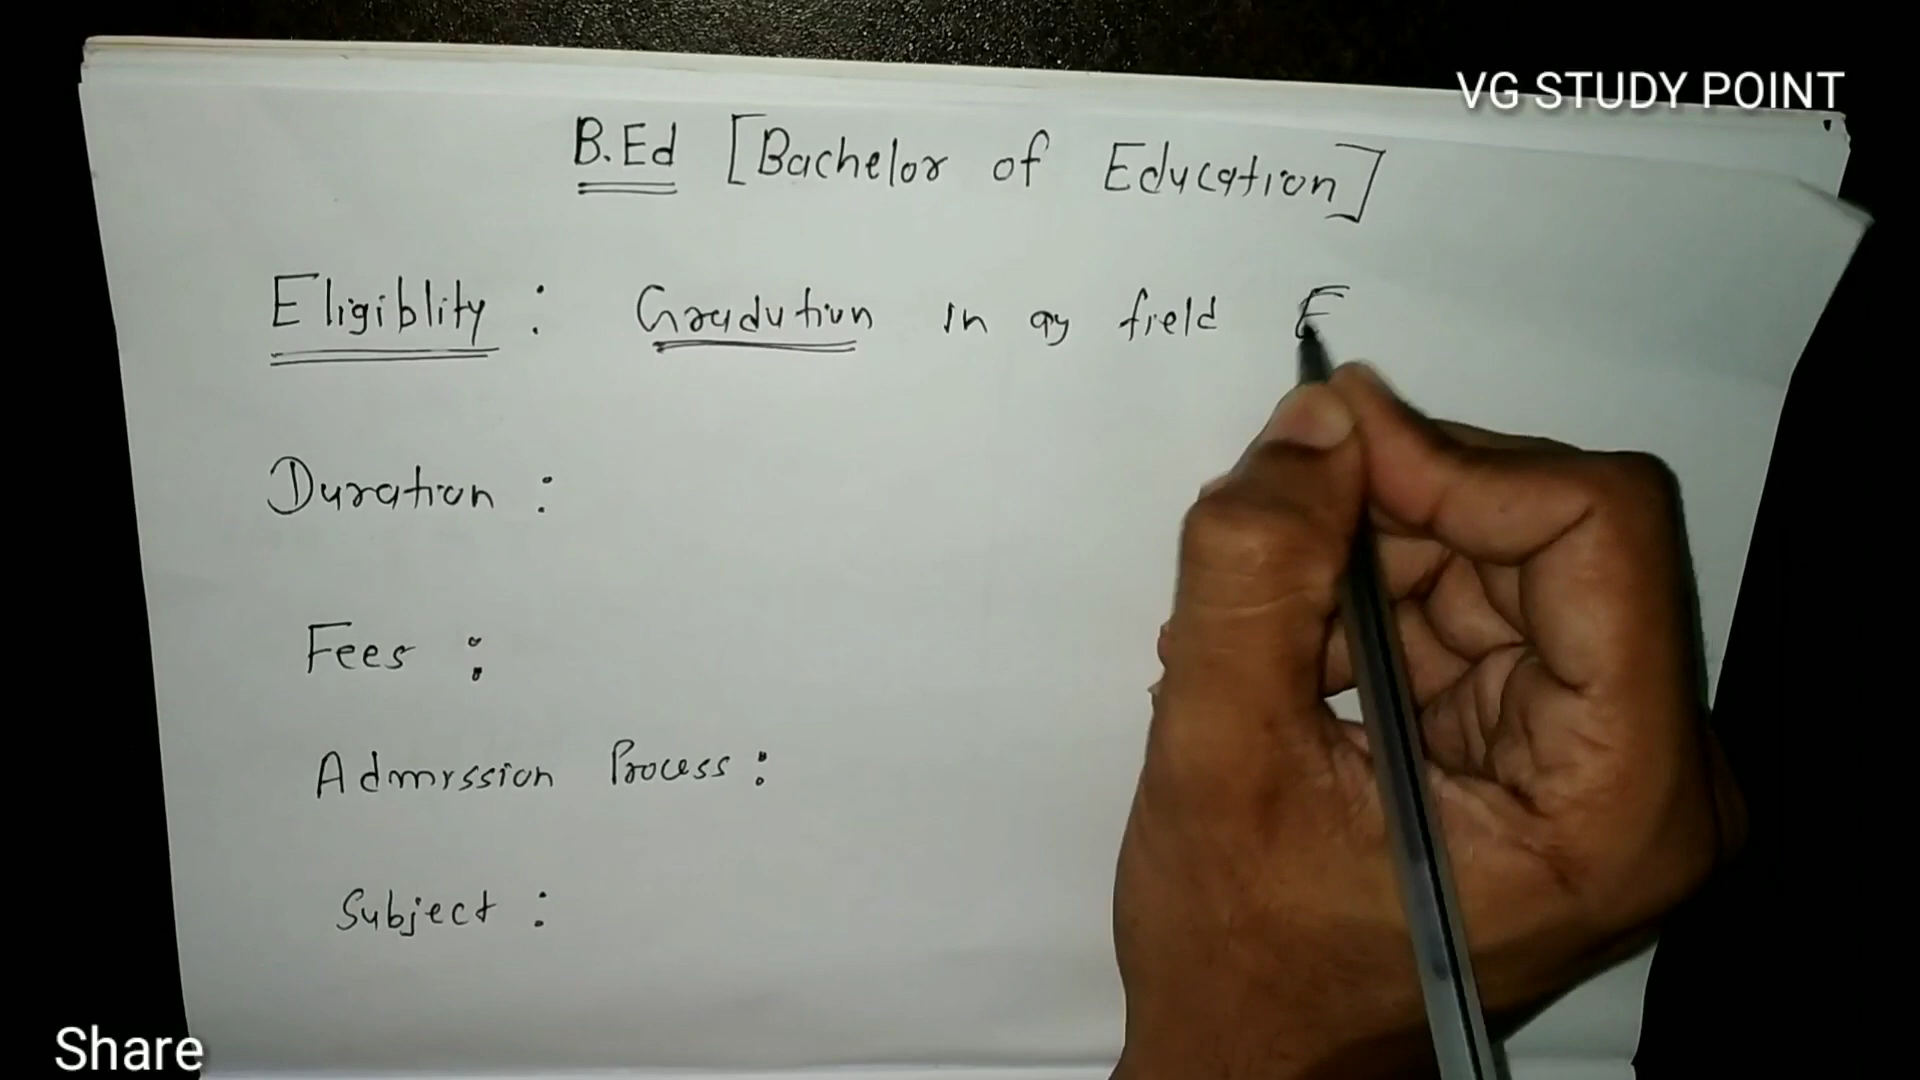 VG STUDY POINT
B.Ed [Bachelor of Education]
Eligiblity : Gradution in ay field
Duration :
Fees :
Admission Process :
Subject :
Share